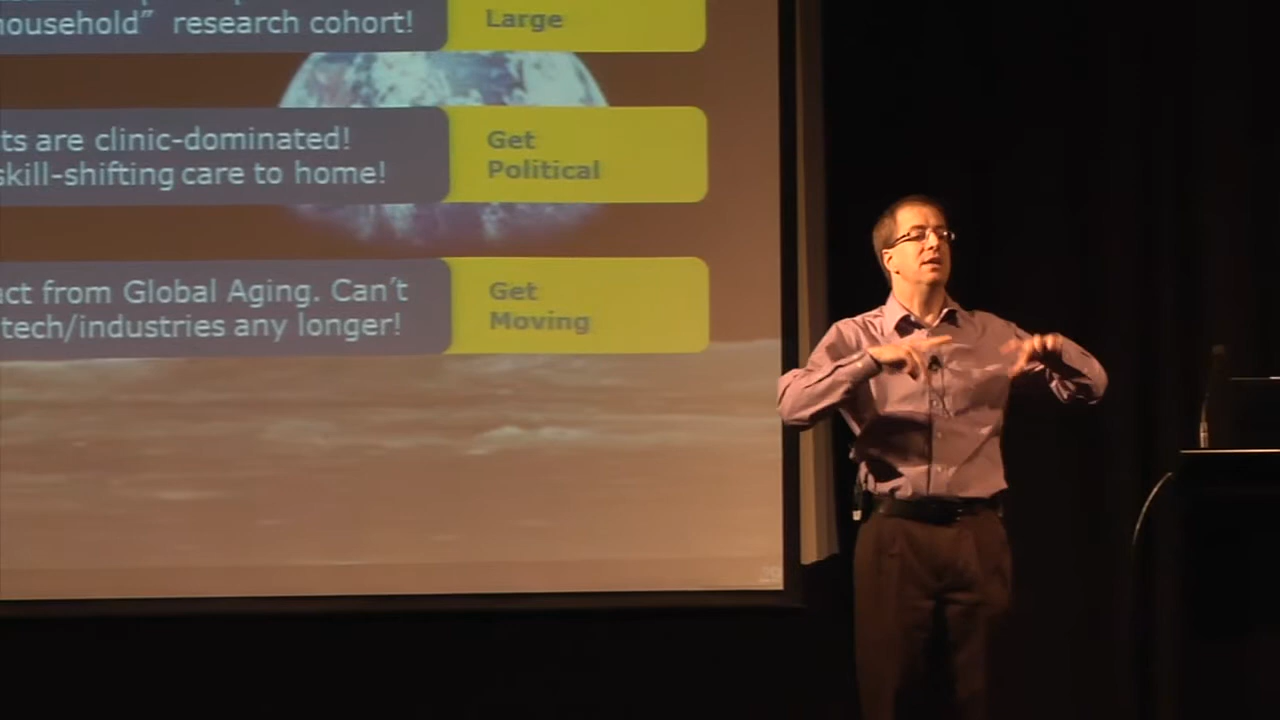 household” research cohort!
Large
ts are clinic-dominated!
skill-shifting care to home!
Get
Political
act from Global Aging. Can’t
tech/industries any longer!
Get
Moving